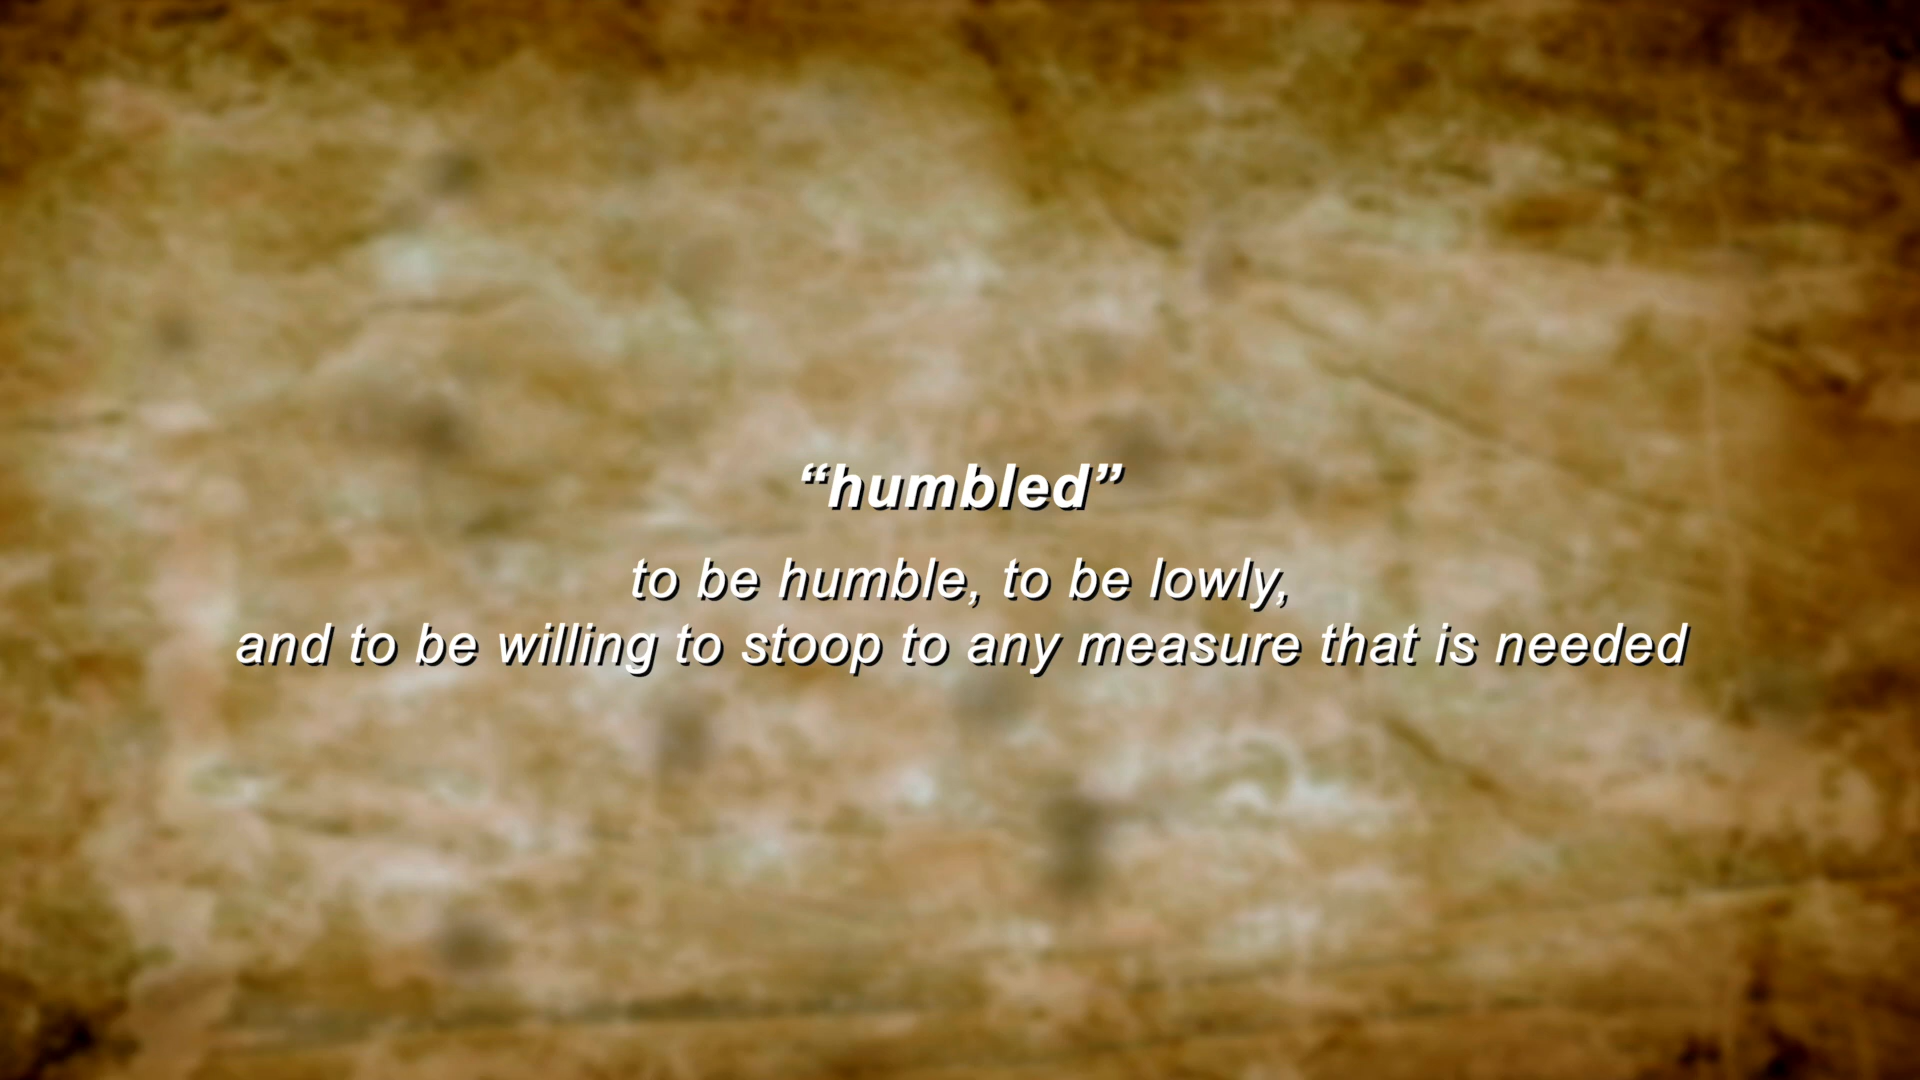 “humbled”
to be humble, to be lowly,
and to be willing to stoop to any measure that is needed